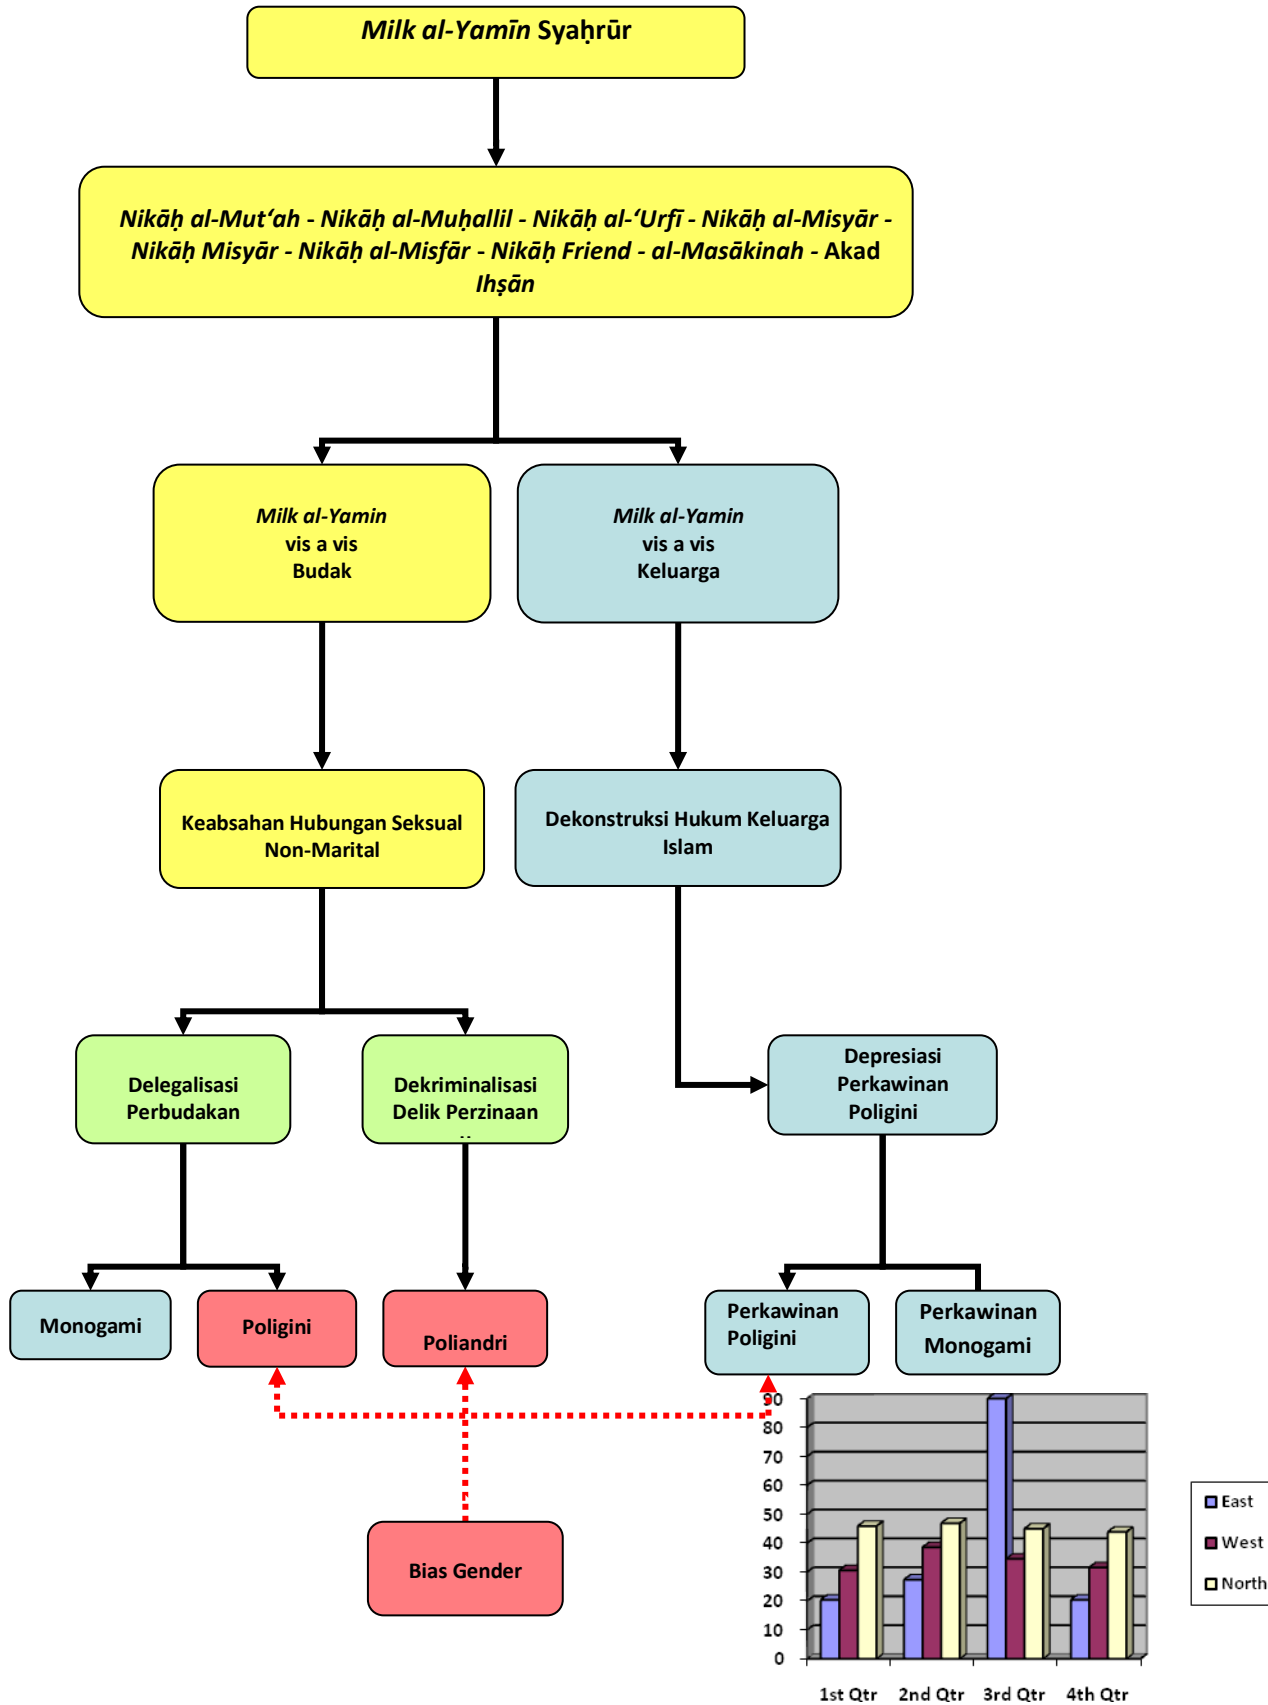 Milk al-Yamīn Syaḥrūr
Nikāḥ al-Mut‘ah - Nikāḥ al-Muḥallil - Nikāḥ al-‘Urfī - Nikāḥ al-Misyār -
Nikāḥ Misyār - Nikāḥ al-Misfār - Nikāḥ Friend - al-Masākinah - Akad
Iḥṣān
Milk al-Yamin
vis a vis
Budak
Milk al-Yamin
vis a vis
Keluarga
Keabsahan Hubungan Seksual
Non-Marital
Dekonstruksi Hukum Keluarga
Islam
Delegalisasi
Perbudakan
Dekriminalisasi
Delik Perzinaan
Depresiasi
Perkawinan
Poligini
Monogami
Poligini
Poliandri
Perkawinan
Poligini
Perkawinan
Monogami
Bias Gender
90
80
70
60
50
40
30
20
10
0
1st Qtr 2nd Qtr 3rd Qtr 4th Qtr
East
West
North